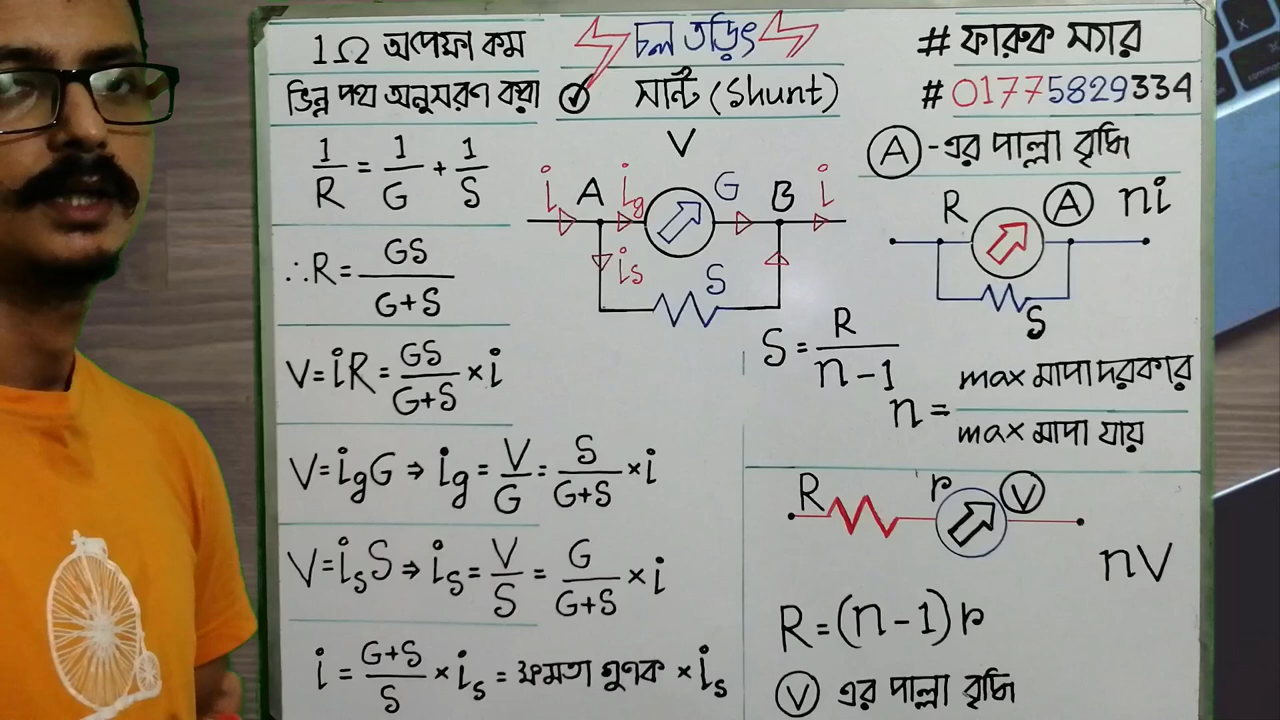 1Ω অপেক্ষা কম
ভিন্ন পথ অনুসরণ করা
1/R = 1/G + 1/S
∴R = GS/G+S
V=iR= GS/G+S ×i
V=igG ⇒ ig= V/G = S/G+S ×i
V=isS ⇒ is= V/S = G/G+S ×i
i = G+S/S ×is = ক্ষমতা গুণক ×is
চল তড়িৎ
সান্ট (Shunt)
V
i A ig G B i
is S
# ফারুক স্যার
# 01775829334
A -এর পাল্লা বৃদ্ধি
R A ni
S
S= R/n-1
n = max মাপা দরকার/max মাপা যায়
R r V
nV
R=(n-1)r
V এর পাল্লা বৃদ্ধি